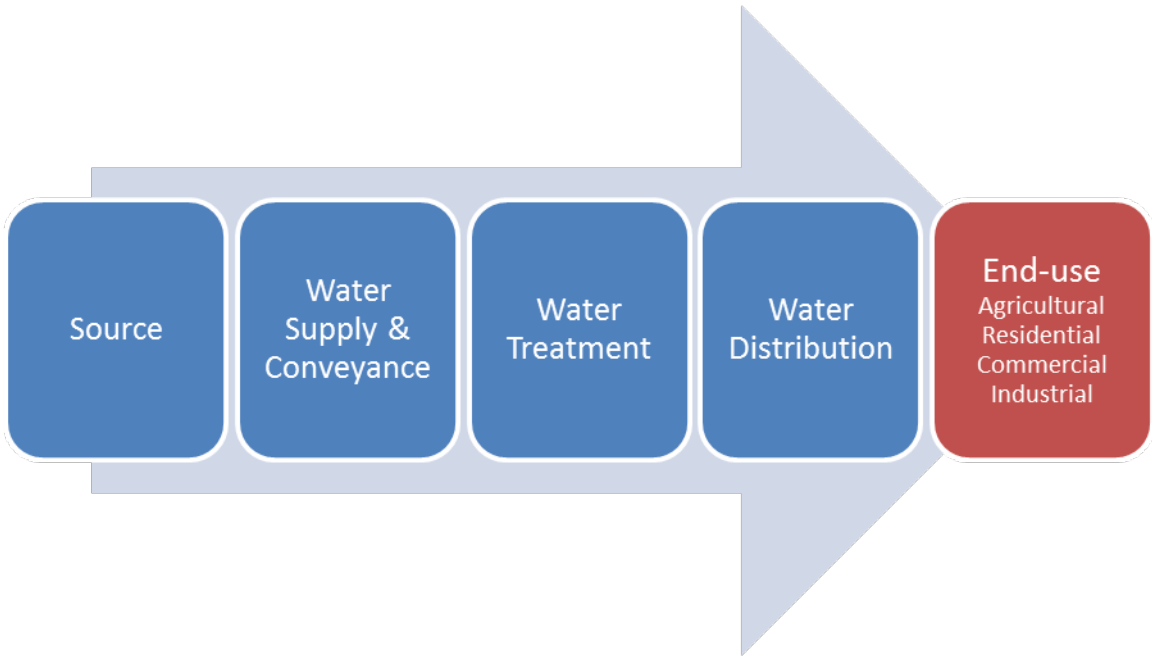 Source
Water
Supply &
Conveyance
Water
Treatment
Water
Distribution
End-use
Agricultural
Residential
Commercial
Industrial